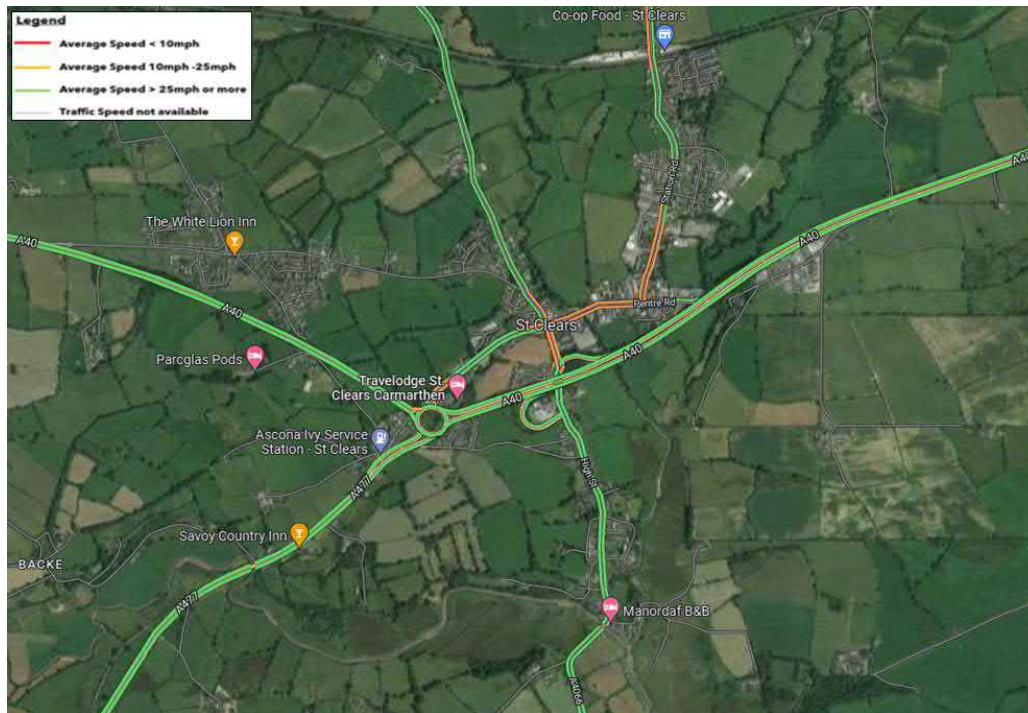 Legend
Average Speed < 10mph
Average Speed 10mph -25mph
Average Speed > 25mph or more
Traffic Speed not available
Co-op Food - St Clears
Station Rd
The White Lion Inn
A40
A40
A40
Pentre Rd
St Clears
A40
A40
Parcglas Pods
Travelodge St
Clears Carmarthen
Ascona Ivy Service
Station - St Clears
High St
A477
Savoy Country Inn
BACKE
A477
Manordaf B&B
A4066